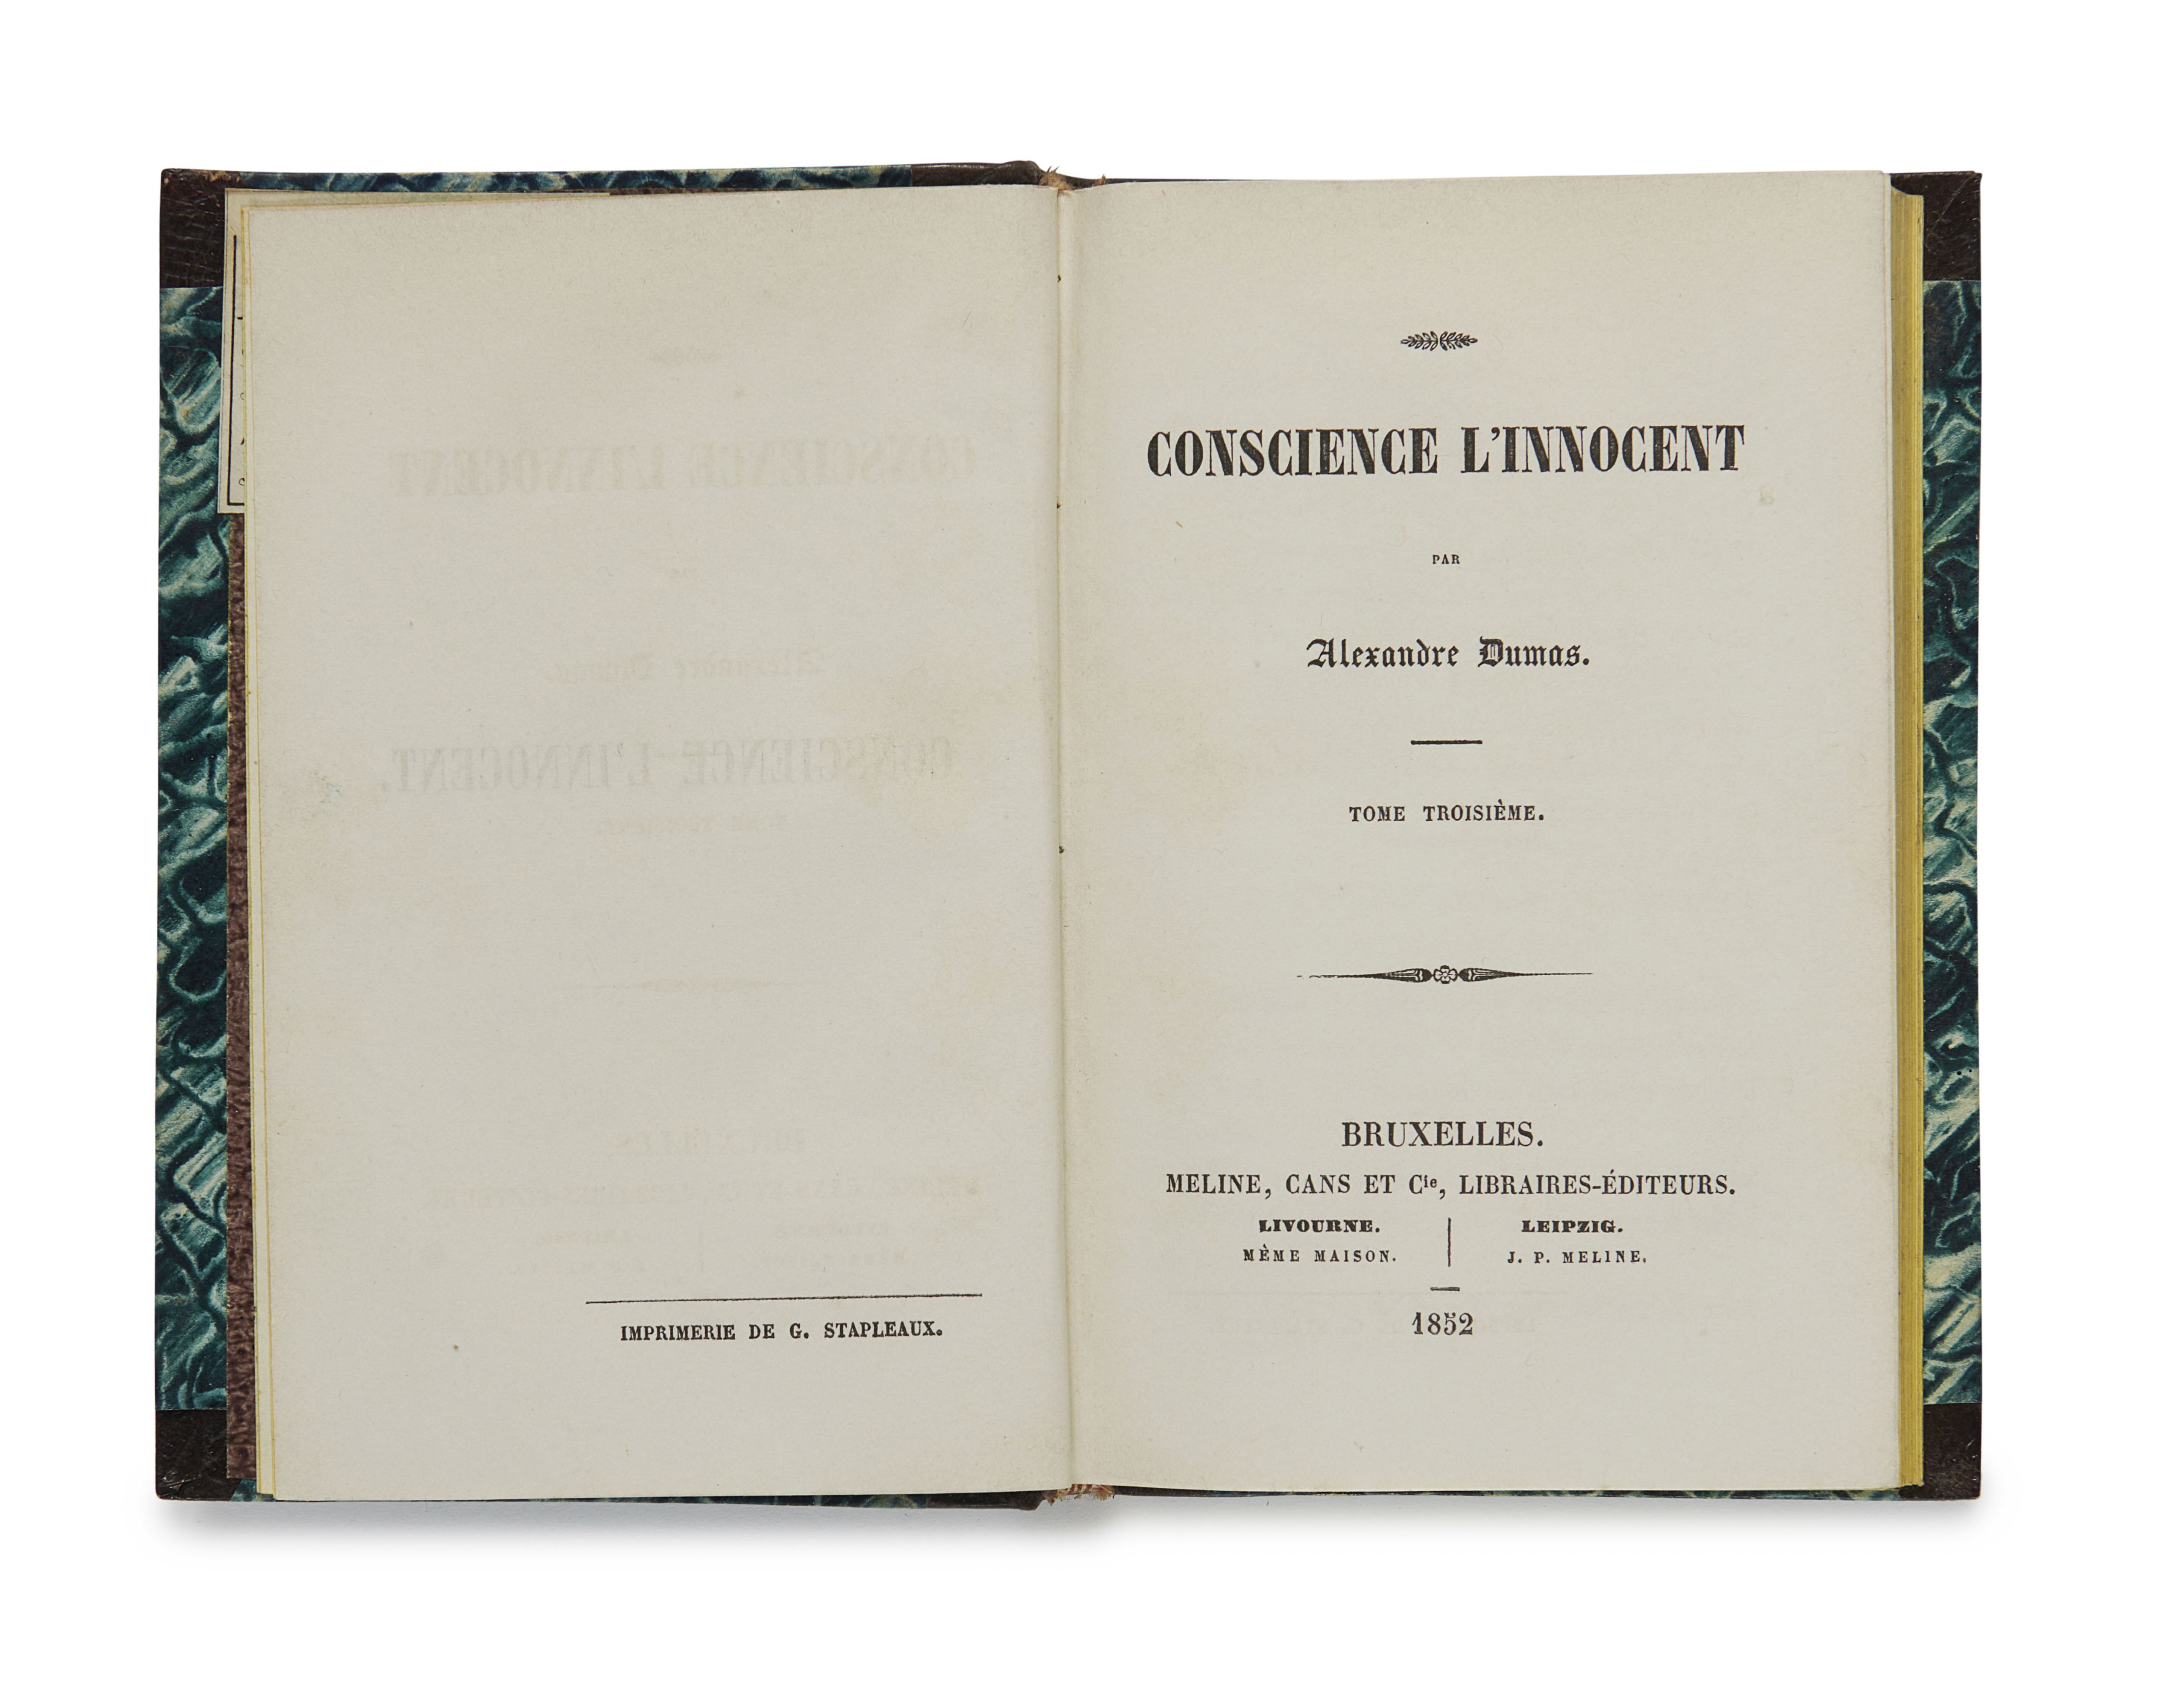 IMPRIMERIE DE G. STAPLEAUX.
CONSCIENCE L'INNOCENT
PAR
Alexandre Dumas.
TOME TROISIÈME.
BRUXELLES.
MELINE, CANS ET Cie, LIBRAIRES-ÉDITEURS.
LIVOURNE.
MÊME MAISON.
LEIPZIG.
J. P. MELINE.
1852